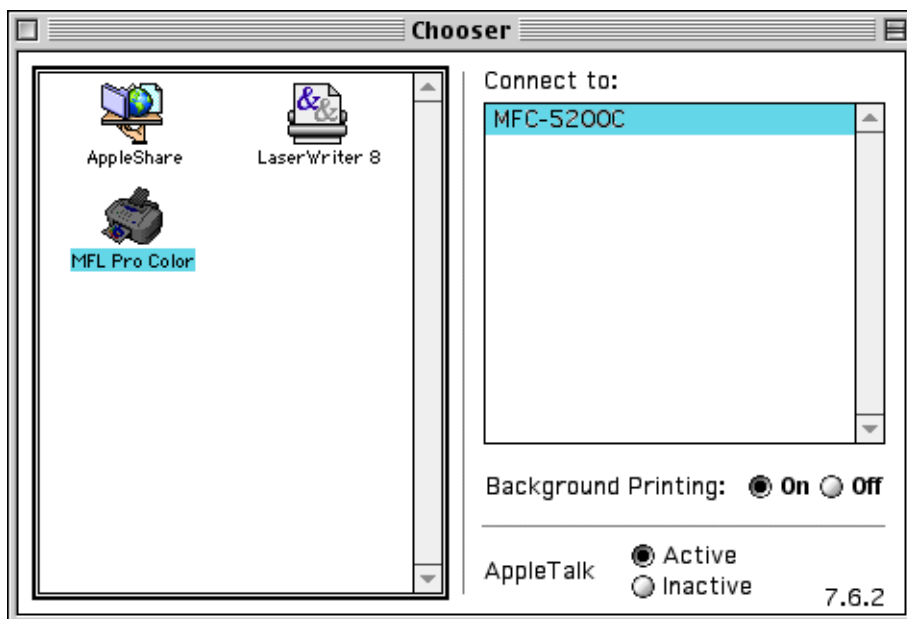 Chooser
AppleShare
LaserWriter 8
MFL Pro Color
Connect to:
MFC-5200C
Background Printing: On Off
AppleTalk
Active
Inactive
7.6.2